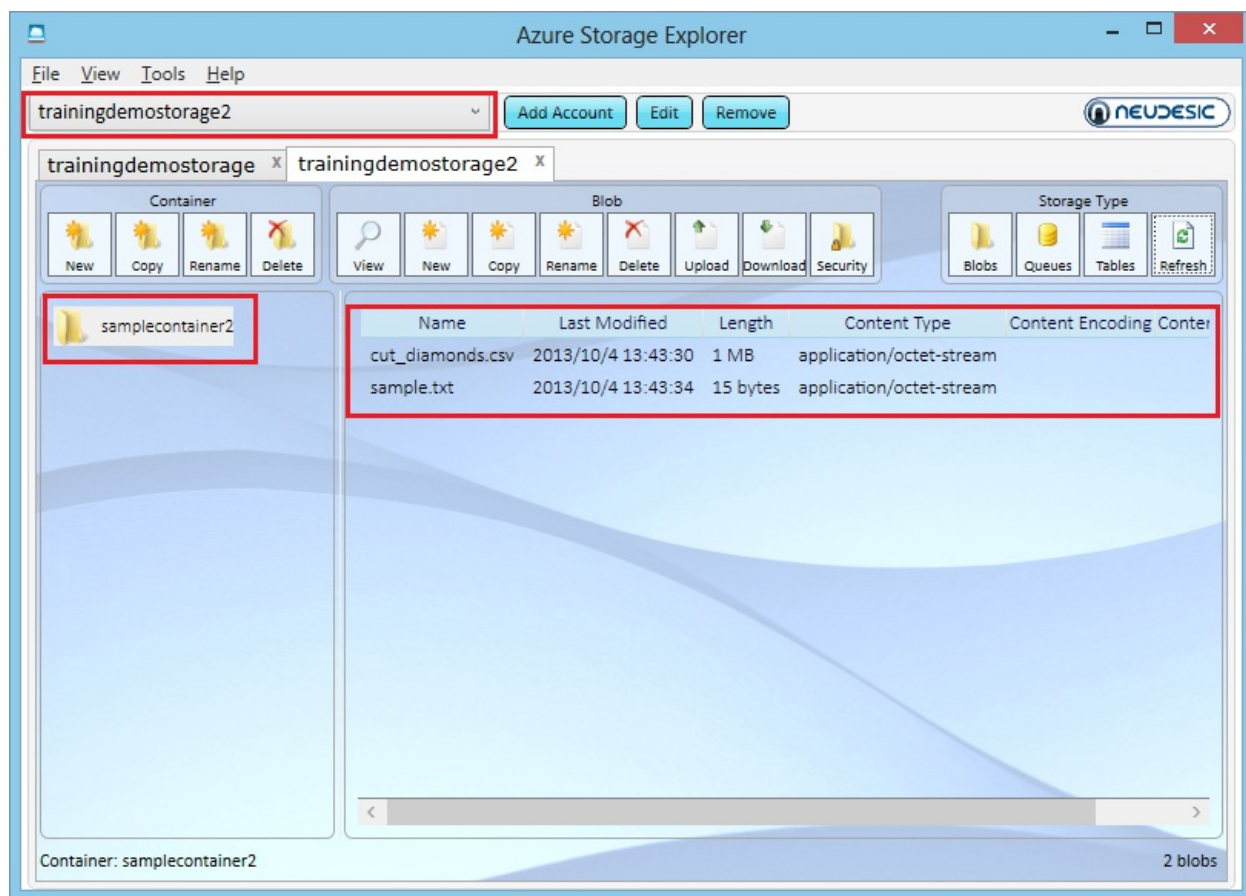 Azure Storage Explorer
File View Tools Help
trainingdemostorage2 Add Account Edit Remove NEUDESIC
trainingdemostorage x trainingdemostorage2 x
Container Blob Storage Type
New Copy Rename Delete View New Copy Rename Delete Upload Download Security Blobs Queues Tables Refresh
samplecontainer2
Name Last Modified Length Content Type Content Encoding Conter
cut_diamonds.csv 2013/10/4 13:43:30 1 MB application/octet-stream
sample.txt 2013/10/4 13:43:34 15 bytes application/octet-stream
Container: samplecontainer2 2 blobs